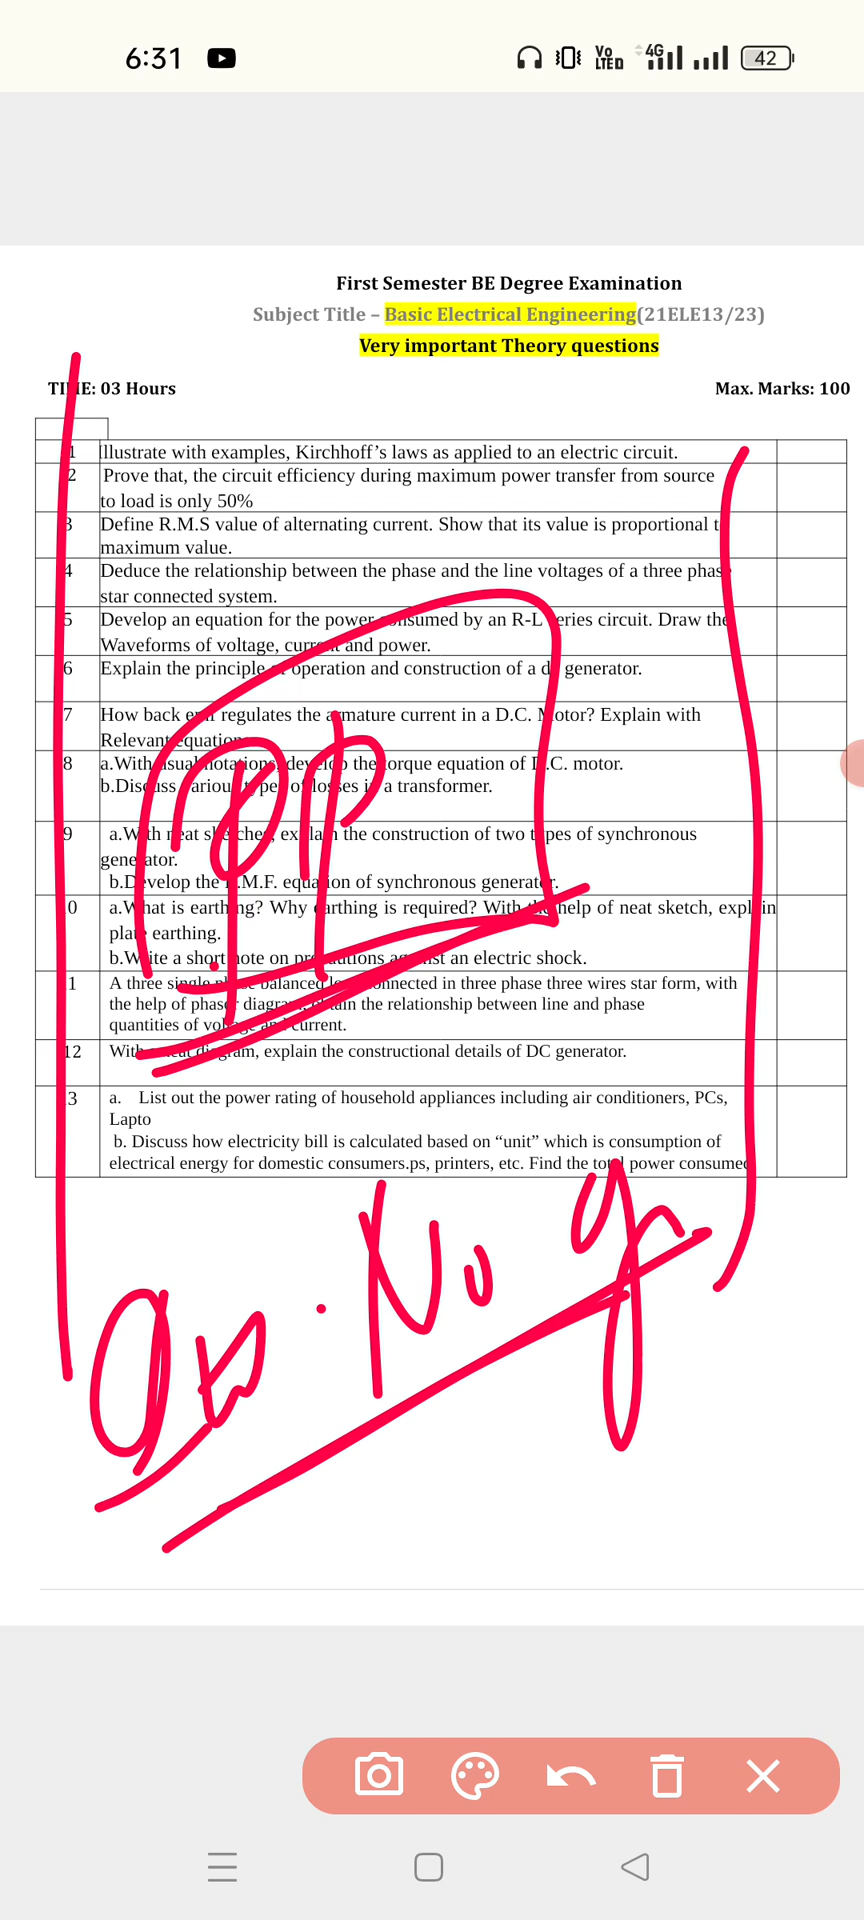 6:31
Vo LTE 4G 42
First Semester BE Degree Examination
Subject Title – Basic Electrical Engineering(21ELE13/23)
Very important Theory questions
TIME: 03 Hours Max. Marks: 100
1 Illustrate with examples, Kirchhoff's laws as applied to an electric circuit.
2 Prove that, the circuit efficiency during maximum power transfer from source
to load is only 50%
3 Define R.M.S value of alternating current. Show that its value is proportional
maximum value.
4 Deduce the relationship between the phase and the line voltages of a three phase
star connected system.
5 Develop an equation for the power consumed by an R-L series circuit. Draw the
Waveforms of voltage, current and power.
6 Explain the principle of operation and construction of a dc generator.
7 How back emf regulates the armature current in a D.C. Motor? Explain with
Relevant equations
8 a.With usual notations, develop the torque equation of D.C. motor.
b.Discuss various types of losses in a transformer.
9 a.With neat sketches, explain the construction of two types of synchronous
generator.
b.Develop the E.M.F. equation of synchronous generator.
10 a.What is earthing? Why earthing is required? With the help of neat sketch, explain
plate earthing.
b.Write a short note on precautions against an electric shock.
11 A three single phase balanced load connected in three phase three wires star form, with
the help of phasor diagram, obtain the relationship between line and phase
quantities of voltage and current.
12 With a neat diagram, explain the constructional details of DC generator.
13 a. List out the power rating of household appliances including air conditioners, PCs,
Lapto
b. Discuss how electricity bill is calculated based on “unit” which is consumption of
electrical energy for domestic consumers.ps, printers, etc. Find the total power consumed
PP
No 9